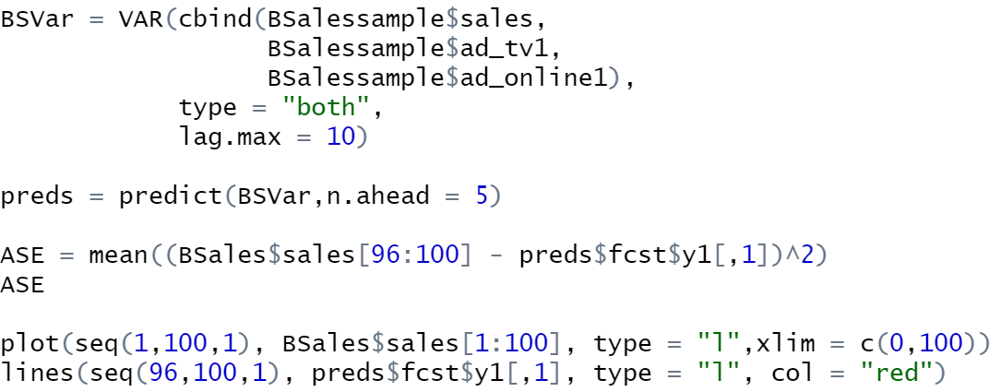 BSVar = VAR(cbind(BSalessample$sales,
BSalessample$ad_tv1,
BSalessample$ad_online1),
type = "both",
lag.max = 10)
preds = predict(BSVar,n.ahead = 5)
ASE = mean((BSales$sales[96:100] - preds$fcst$y1[,1])^2)
ASE
plot(seq(1,100,1), BSales$sales[1:100], type = "l",xlim = c(0,100))
lines(seq(96,100,1), preds$fcst$y1[,1], type = "l", col = "red")